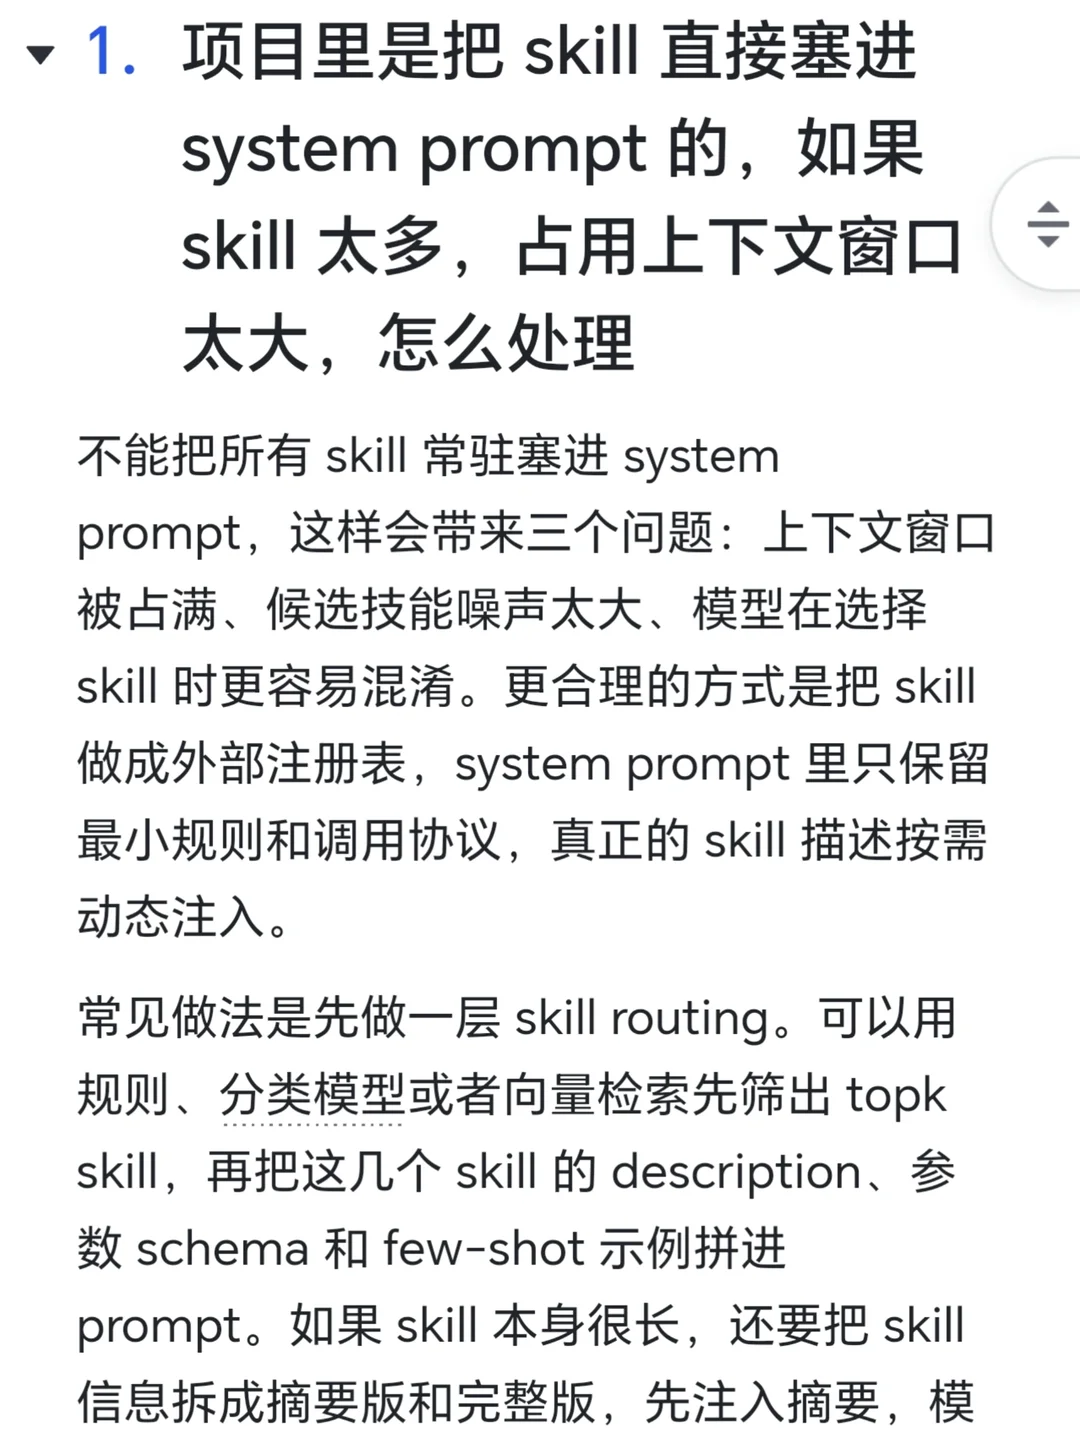 1. 项目里是把 skill 直接塞进
system prompt 的，如果
skill 太多，占用上下文窗口
太大，怎么处理
不能把所有 skill 常驻塞进 system
prompt，这样会带来三个问题：上下文窗口
被占满、候选技能噪声太大、模型在选择
skill 时更容易混淆。更合理的方式是把 skill
做成外部注册表，system prompt 里只保留
最小规则和调用协议，真正的 skill 描述按需
动态注入。
常见做法是先做一层 skill routing。可以用
规则、分类模型或者向量检索先筛出 topk
skill，再把这几个 skill 的 description、参
数 schema 和 few-shot 示例拼进
prompt。如果 skill 本身很长，还要把 skill
信息拆成摘要版和完整版，先注入摘要，模